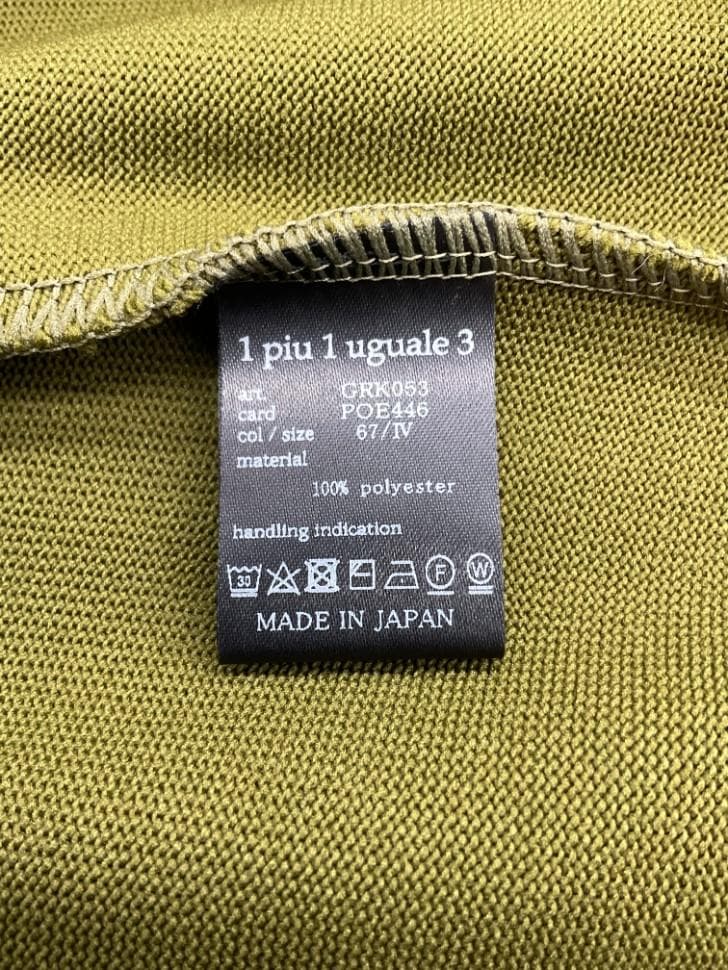 1 piu 1 uguale 3
art. GRK053
card POE446
col / size 67/IV
material
100% polyester
handling indication
30 F W
MADE IN JAPAN